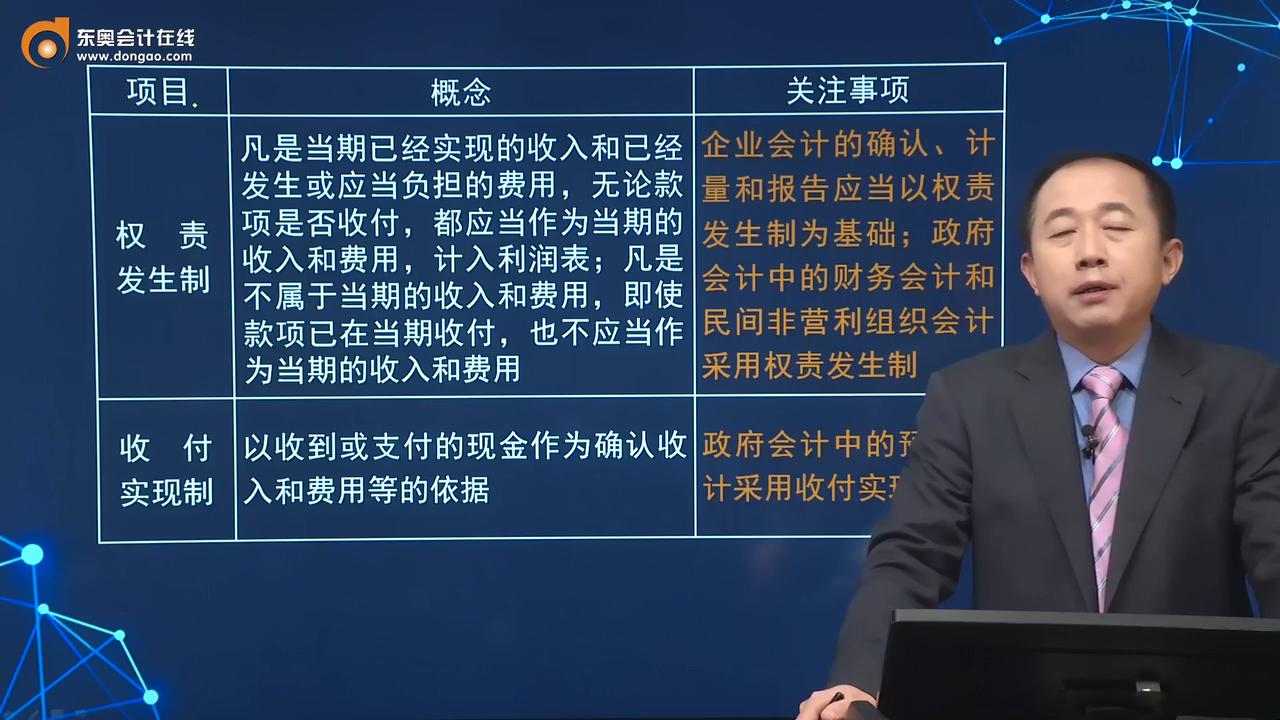 东奥会计在线
www.dongao.com
项目
概念
关注事项
权 责
发生制
凡是当期已经实现的收入和已经
发生或应当负担的费用，无论款
项是否收付，都应当作为当期的
收入和费用，计入利润表；凡是
不属于当期的收入和费用，即使
款项已在当期收付，也不应当作
为当期的收入和费用
企业会计的确认、计
量和报告应当以权责
发生制为基础；政府
会计中的财务会计和
民间非营利组织会计
采用权责发生制
收 付
实现制
以收到或支付的现金作为确认收
入和费用等的依据
政府会计中的
计采用收付实